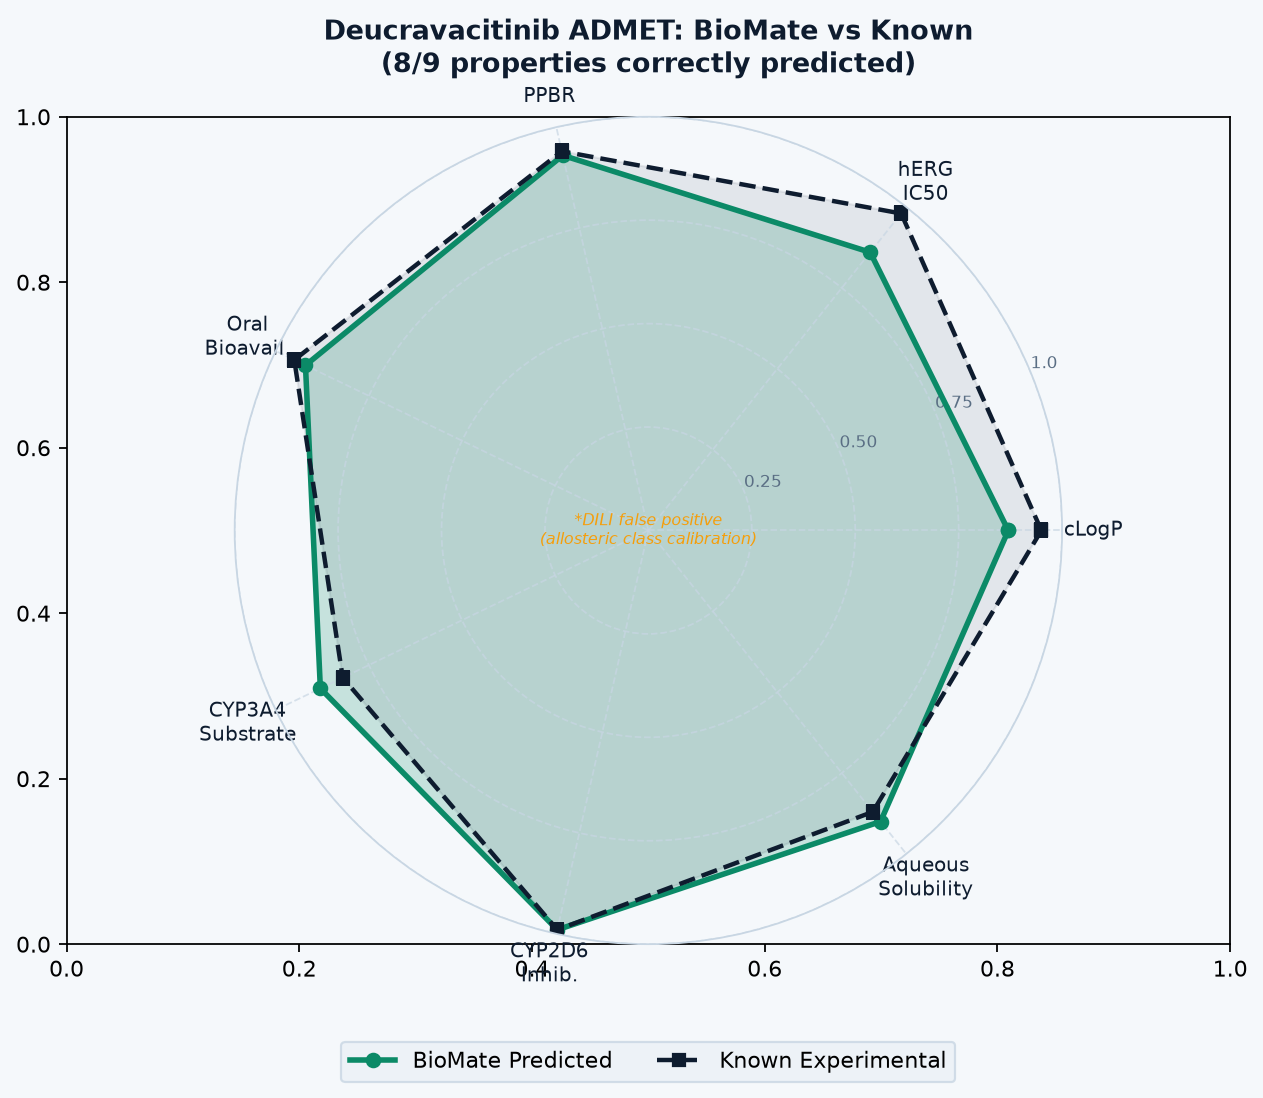 Deucravacitinib ADMET: BioMate vs Known
(8/9 properties correctly predicted)
PPBR
hERG
IC50
Oral
Bioavail
1.0
0.75
0.50
0.25
*DILI false positive
(allosteric class calibration)
cLogP
CYP3A4
Substrate
Aqueous
Solubility
CYP2D6
Inhib.
1.0
0.8
0.6
0.4
0.2
0.0
0.0
0.2
0.4
0.6
0.8
1.0
BioMate Predicted
Known Experimental